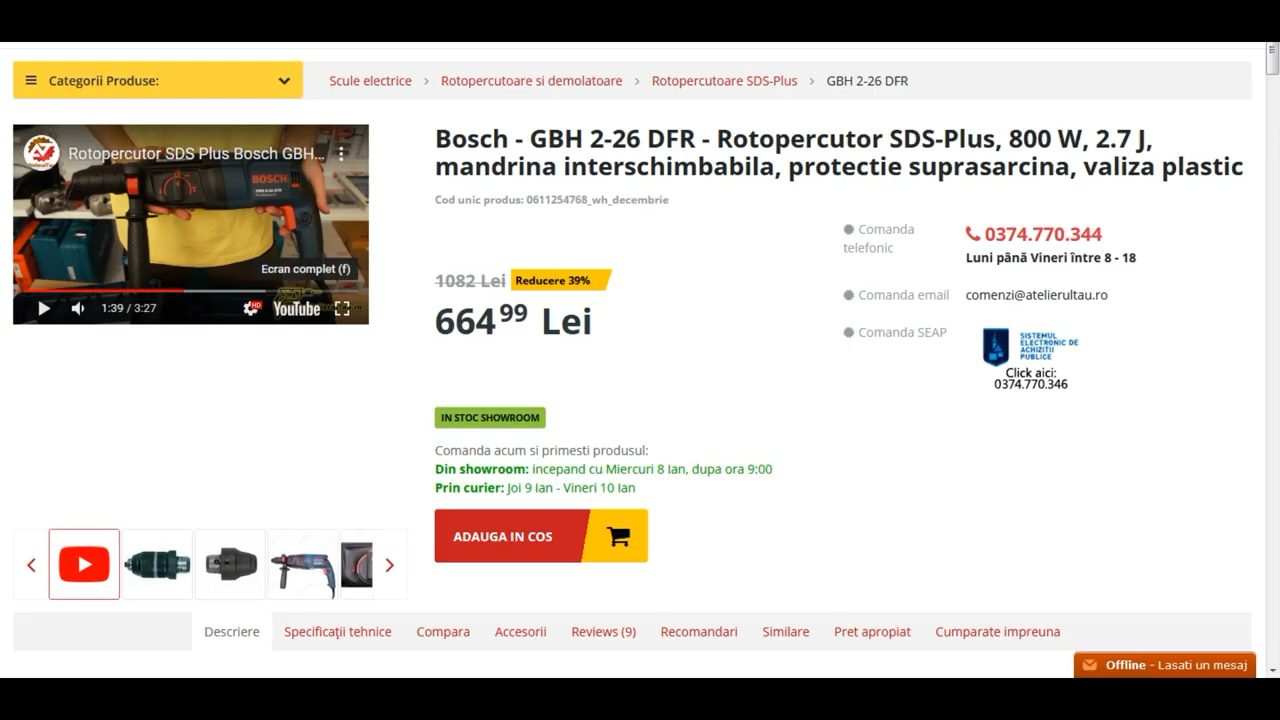 Categorii Produse:
Scule electrice > Rotopercutoare si demolatoare > Rotopercutoare SDS-Plus > GBH 2-26 DFR
Rotopercutor SDS Plus Bosch GBH...
BOSCH
Ecran complet (f)
1:39 / 3:27
HD
YouTube
Bosch - GBH 2-26 DFR - Rotopercutor SDS-Plus, 800 W, 2.7 J,
mandrina interschimbabila, protectie suprasarcina, valiza plastic
Cod unic produs: 0611254768_wh_decembrie
1082 Lei Reducere 39%
664 99 Lei
Comanda
telefonic
0374.770.344
Luni până Vineri între 8 - 18
Comanda email comenzi@atelierultau.ro
Comanda SEAP
SISTEMUL
ELECTRONIC DE
ACHIZITII
PUBLICE
Click aici:
0374.770.346
IN STOC SHOWROOM
Comanda acum si primesti produsul:
Din showroom: incepand cu Miercuri 8 Ian, dupa ora 9:00
Prin curier: Joi 9 Ian - Vineri 10 Ian
ADAUGA IN COS
Descriere Specificaţii tehnice Compara Accesorii Reviews (9) Recomandari Similare Pret apropiat Cumparate impreuna
Offline - Lasati un mesaj